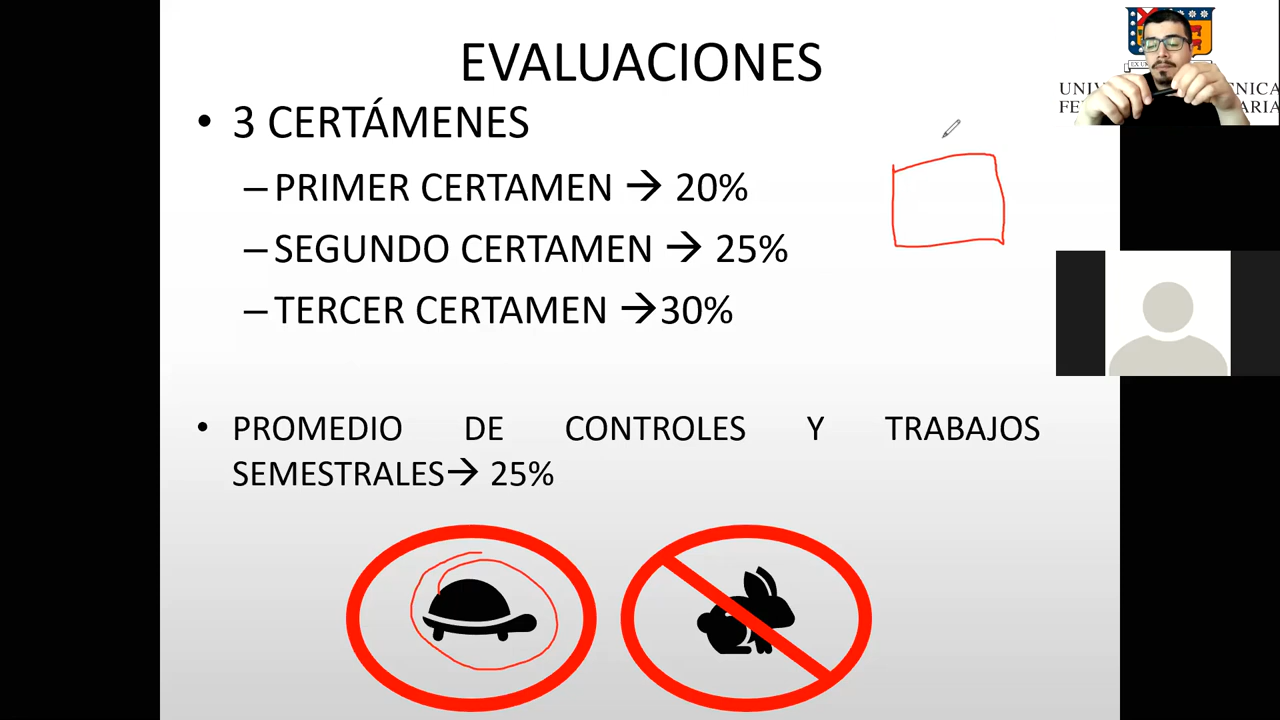 EVALUACIONES
• 3 CERTÁMENES
– PRIMER CERTAMEN → 20%
– SEGUNDO CERTAMEN → 25%
– TERCER CERTAMEN →30%
• PROMEDIO DE CONTROLES Y TRABAJOS
SEMESTRALES→ 25%